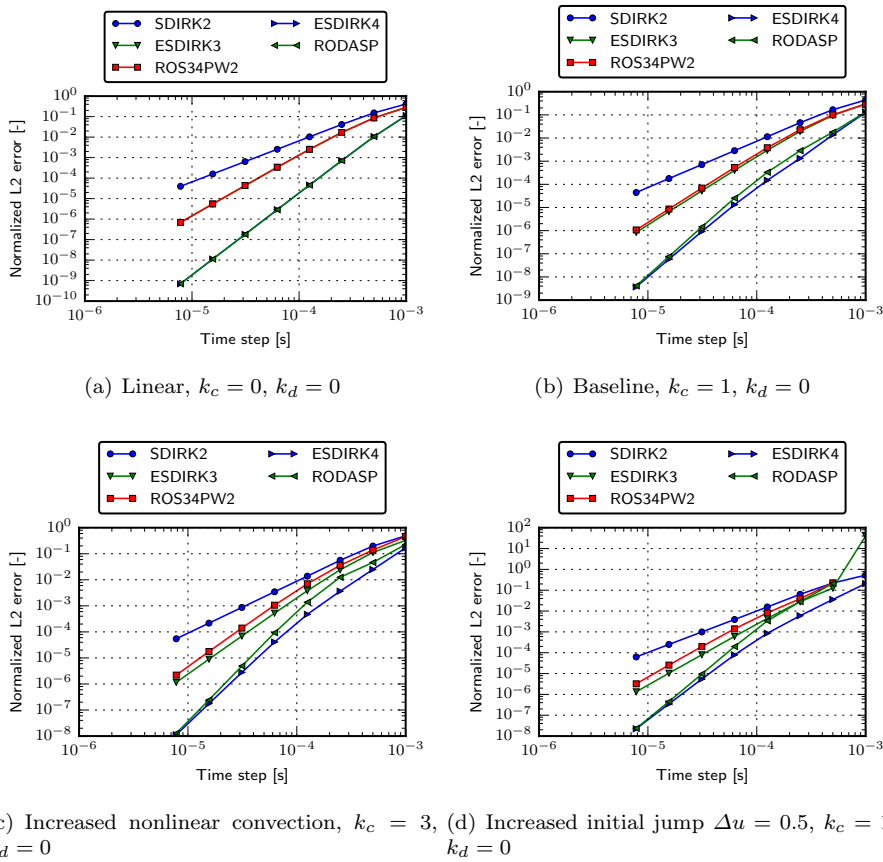 SDIRK2
ESDIRK3
ROS34PW2
ESDIRK4
RODASP
10^0
10^-1
10^-2
10^-3
10^-4
10^-5
10^-6
10^-7
10^-8
10^-9
10^-10
Normalized L2 error [-]
10^-6 10^-5 10^-4 10^-3
Time step [s]
(a) Linear, k_c = 0, k_d = 0
SDIRK2
ESDIRK3
ROS34PW2
ESDIRK4
RODASP
10^0
10^-1
10^-2
10^-3
10^-4
10^-5
10^-6
10^-7
10^-8
10^-9
Normalized L2 error [-]
10^-6 10^-5 10^-4 10^-3
Time step [s]
(b) Baseline, k_c = 1, k_d = 0
SDIRK2
ESDIRK3
ROS34PW2
ESDIRK4
RODASP
10^0
10^-1
10^-2
10^-3
10^-4
10^-5
10^-6
10^-7
10^-8
Normalized L2 error [-]
10^-6 10^-5 10^-4 10^-3
Time step [s]
c) Increased nonlinear convection, k_c = 3,
d = 0
SDIRK2
ESDIRK3
ROS34PW2
ESDIRK4
RODASP
10^2
10^1
10^0
10^-1
10^-2
10^-3
10^-4
10^-5
10^-6
10^-7
10^-8
Normalized L2 error [-]
10^-6 10^-5 10^-4 10^-3
Time step [s]
(d) Increased initial jump Δu = 0.5, k_c =
k_d = 0